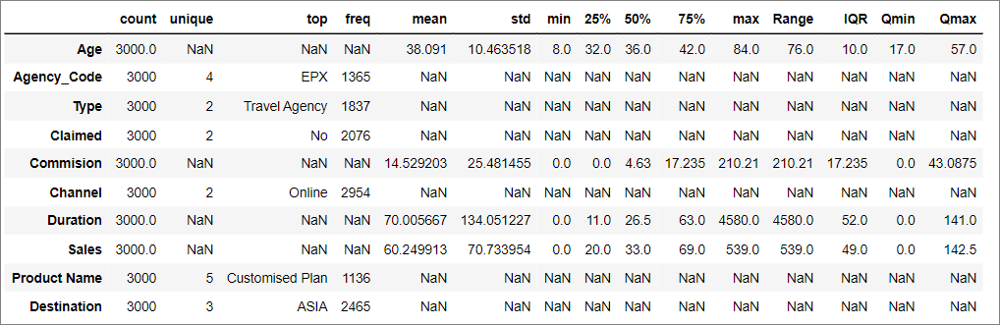 count unique top freq mean std min 25% 50% 75% max Range IQR Qmin Qmax
Age 3000.0 NaN NaN NaN 38.091 10.463518 8.0 32.0 36.0 42.0 84.0 76.0 10.0 17.0 57.0
Agency_Code 3000 4 EPX 1365 NaN NaN NaN NaN NaN NaN NaN NaN NaN NaN NaN
Type 3000 2 Travel Agency 1837 NaN NaN NaN NaN NaN NaN NaN NaN NaN NaN NaN
Claimed 3000 2 No 2076 NaN NaN NaN NaN NaN NaN NaN NaN NaN NaN NaN
Commision 3000.0 NaN NaN NaN 14.529203 25.481455 0.0 0.0 4.63 17.235 210.21 210.21 17.235 0.0 43.0875
Channel 3000 2 Online 2954 NaN NaN NaN NaN NaN NaN NaN NaN NaN NaN NaN
Duration 3000.0 NaN NaN NaN 70.005667 134.051227 0.0 11.0 26.5 63.0 4580.0 4580.0 52.0 0.0 141.0
Sales 3000.0 NaN NaN NaN 60.249913 70.733954 0.0 20.0 33.0 69.0 539.0 539.0 49.0 0.0 142.5
Product Name 3000 5 Customised Plan 1136 NaN NaN NaN NaN NaN NaN NaN NaN NaN NaN NaN
Destination 3000 3 ASIA 2465 NaN NaN NaN NaN NaN NaN NaN NaN NaN NaN NaN